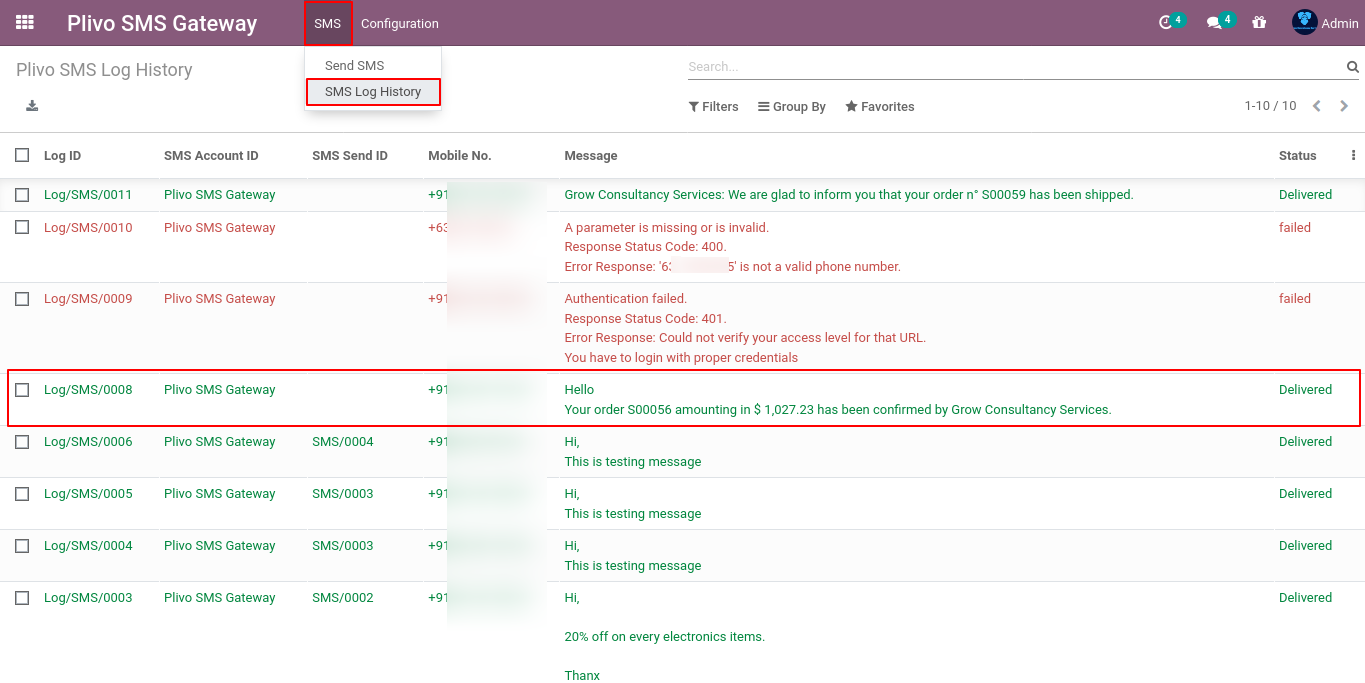 Plivo SMS Gateway SMS Configuration 4 4 Admin
Plivo SMS Log History Send SMS Search...
SMS Log History
Filters Group By Favorites 1-10 / 10
Log ID SMS Account ID SMS Send ID Mobile No. Message Status
Log/SMS/0011 Plivo SMS Gateway +91 Grow Consultancy Services: We are glad to inform you that your order n° S00059 has been shipped. Delivered
Log/SMS/0010 Plivo SMS Gateway +63 A parameter is missing or is invalid. failed
Response Status Code: 400.
Error Response: '63 5' is not a valid phone number.
Log/SMS/0009 Plivo SMS Gateway +91 Authentication failed. failed
Response Status Code: 401.
Error Response: Could not verify your access level for that URL.
You have to login with proper credentials
Log/SMS/0008 Plivo SMS Gateway +91 Hello Delivered
Your order S00056 amounting in $ 1,027.23 has been confirmed by Grow Consultancy Services.
Log/SMS/0006 Plivo SMS Gateway SMS/0004 +91 Hi, Delivered
This is testing message
Log/SMS/0005 Plivo SMS Gateway SMS/0003 +91 Hi, Delivered
This is testing message
Log/SMS/0004 Plivo SMS Gateway SMS/0003 +91 Hi, Delivered
This is testing message
Log/SMS/0003 Plivo SMS Gateway SMS/0002 +91 Hi, Delivered
20% off on every electronics items.
Thanx